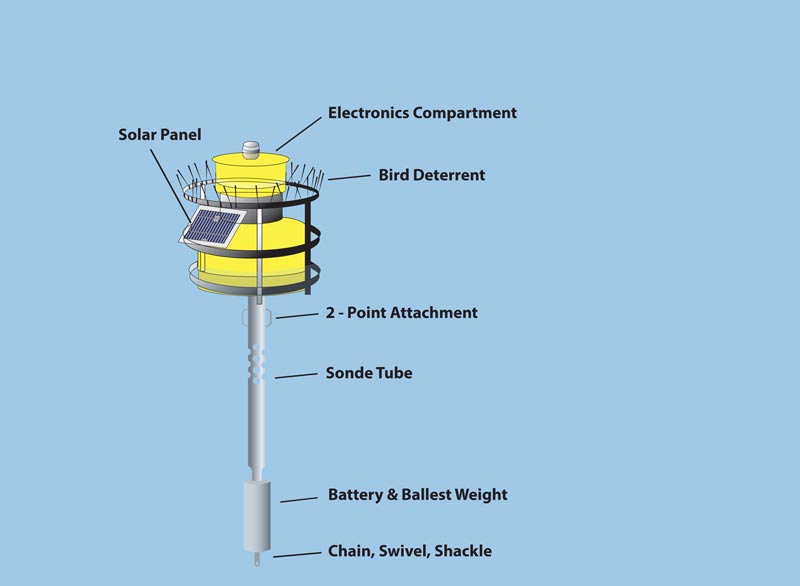 Electronics Compartment
Solar Panel
Bird Deterrent
2 - Point Attachment
Sonde Tube
Battery & Ballest Weight
Chain, Swivel, Shackle